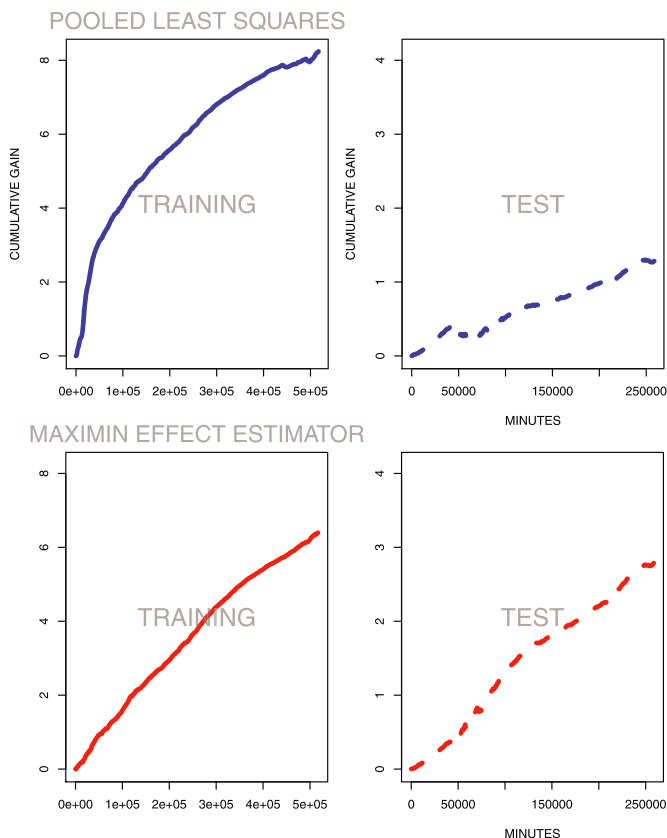 POOLED LEAST SQUARES
CUMULATIVE GAIN
8
6
4
2
0
TRAINING
0e+00 1e+05 2e+05 3e+05 4e+05 5e+05
CUMULATIVE GAIN
4
3
2
1
0
TEST
0 50000 150000 250000
MINUTES
MAXIMIN EFFECT ESTIMATOR
8
6
4
2
0
TRAINING
0e+00 1e+05 2e+05 3e+05 4e+05 5e+05
4
3
2
1
0
TEST
0 50000 150000 250000
MINUTES